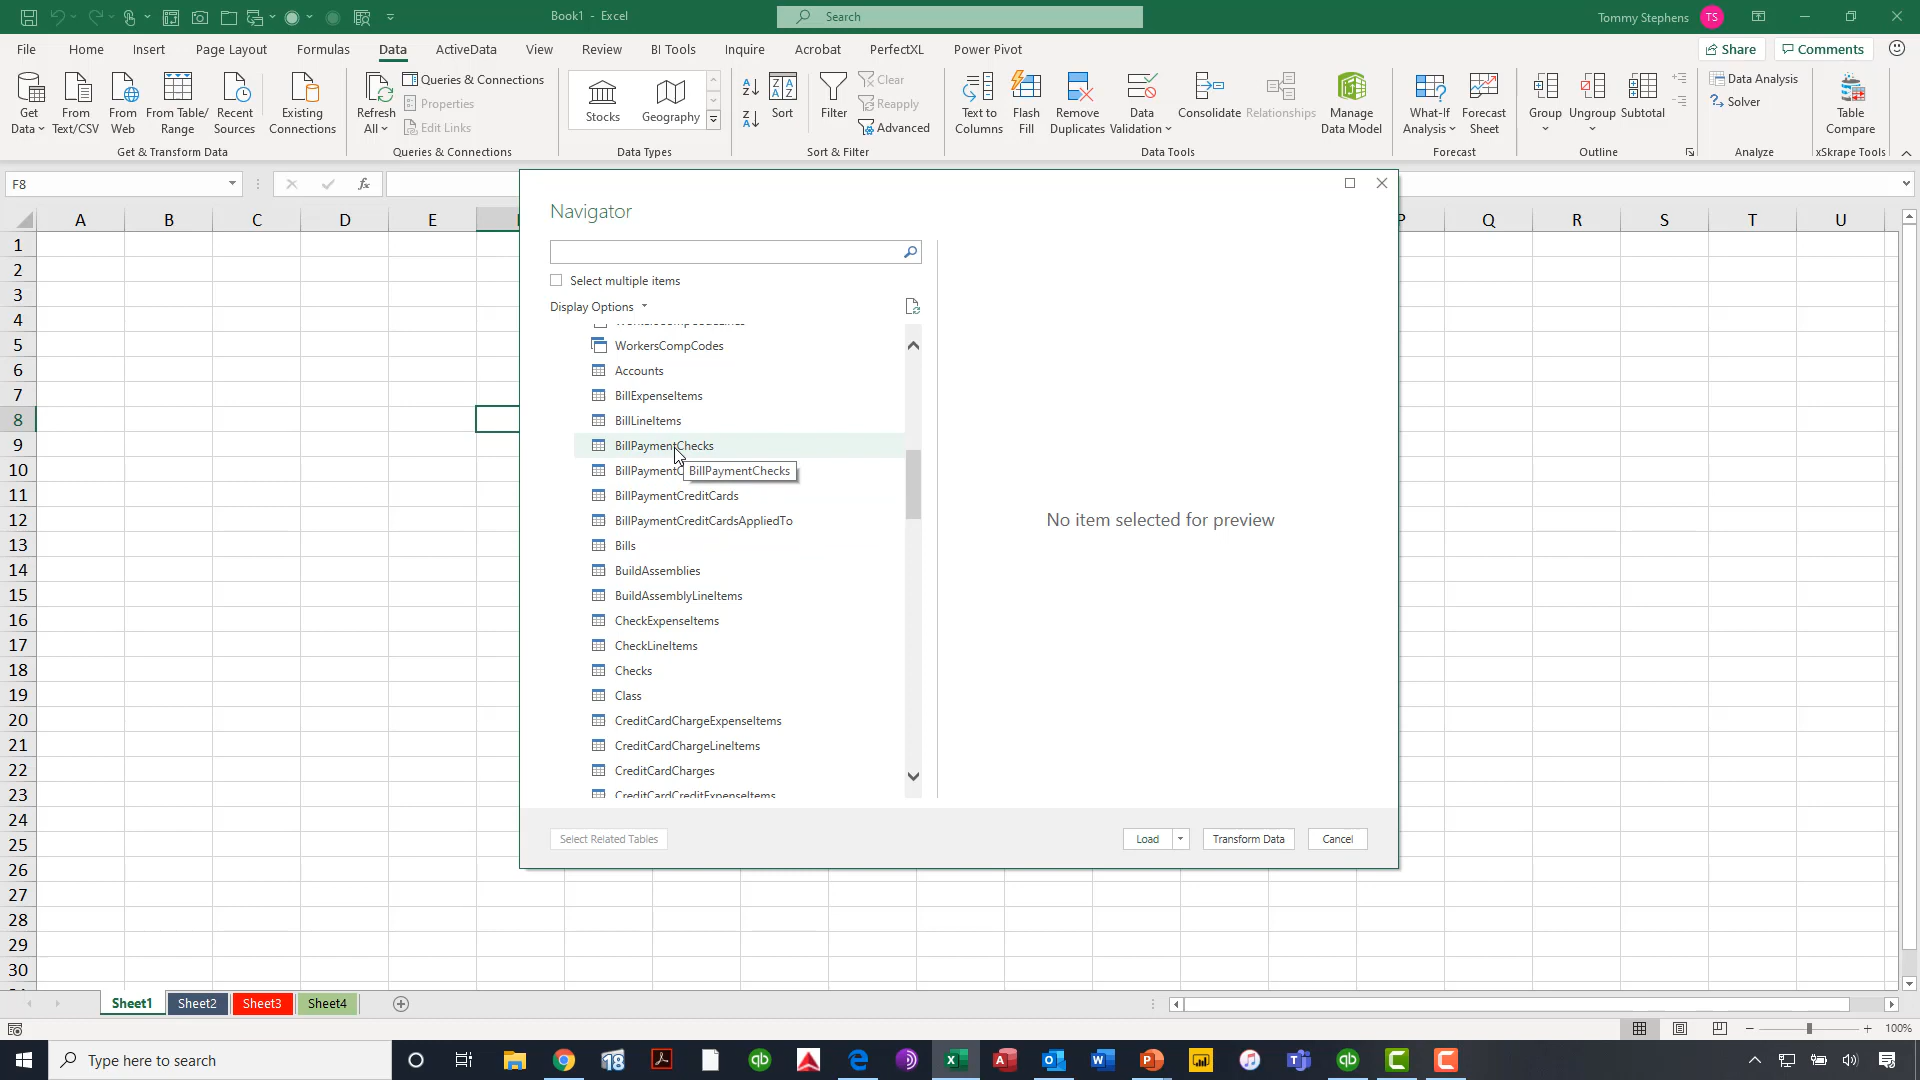 Book1 - Excel
Search
Tommy Stephens
TS
File Home Insert Page Layout Formulas Data ActiveData View Review BI Tools Inquire Acrobat PerfectXL Power Pivot
Share
Comments
Get Data
From Text/CSV
From Web
From Table/ Range
Recent Sources
Existing Connections
Get & Transform Data
Refresh All
Queries & Connections
Properties
Edit Links
Queries & Connections
Stocks
Geography
Data Types
Sort
Filter
Clear
Reapply
Advanced
Sort & Filter
Text to Columns
Flash Fill
Remove Duplicates
Data Validation
Consolidate
Relationships
Manage Data Model
Data Tools
What-If Analysis
Forecast Sheet
Forecast
Group
Ungroup
Subtotal
Outline
Data Analysis
Solver
Analyze
Table Compare
xSkrape Tools
F8
fx
A B C D E P Q R S T U
1
2
3
4
5
6
7
8
9
10
11
12
13
14
15
16
17
18
19
20
21
22
23
24
25
26
27
28
29
30
Navigator
Select multiple items
Display Options
WorkersCompCodes
Accounts
BillExpenseItems
BillLineItems
BillPaymentChecks
BillPaymentChecks
BillPaymentCreditCards
BillPaymentCreditCardsAppliedTo
Bills
BuildAssemblies
BuildAssemblyLineItems
CheckExpenseItems
CheckLineItems
Checks
Class
CreditCardChargeExpenseItems
CreditCardChargeLineItems
CreditCardCharges
CreditCardCreditExpenseItems
No item selected for preview
Select Related Tables
Load
Transform Data
Cancel
Sheet1 Sheet2 Sheet3 Sheet4
100%
Type here to search